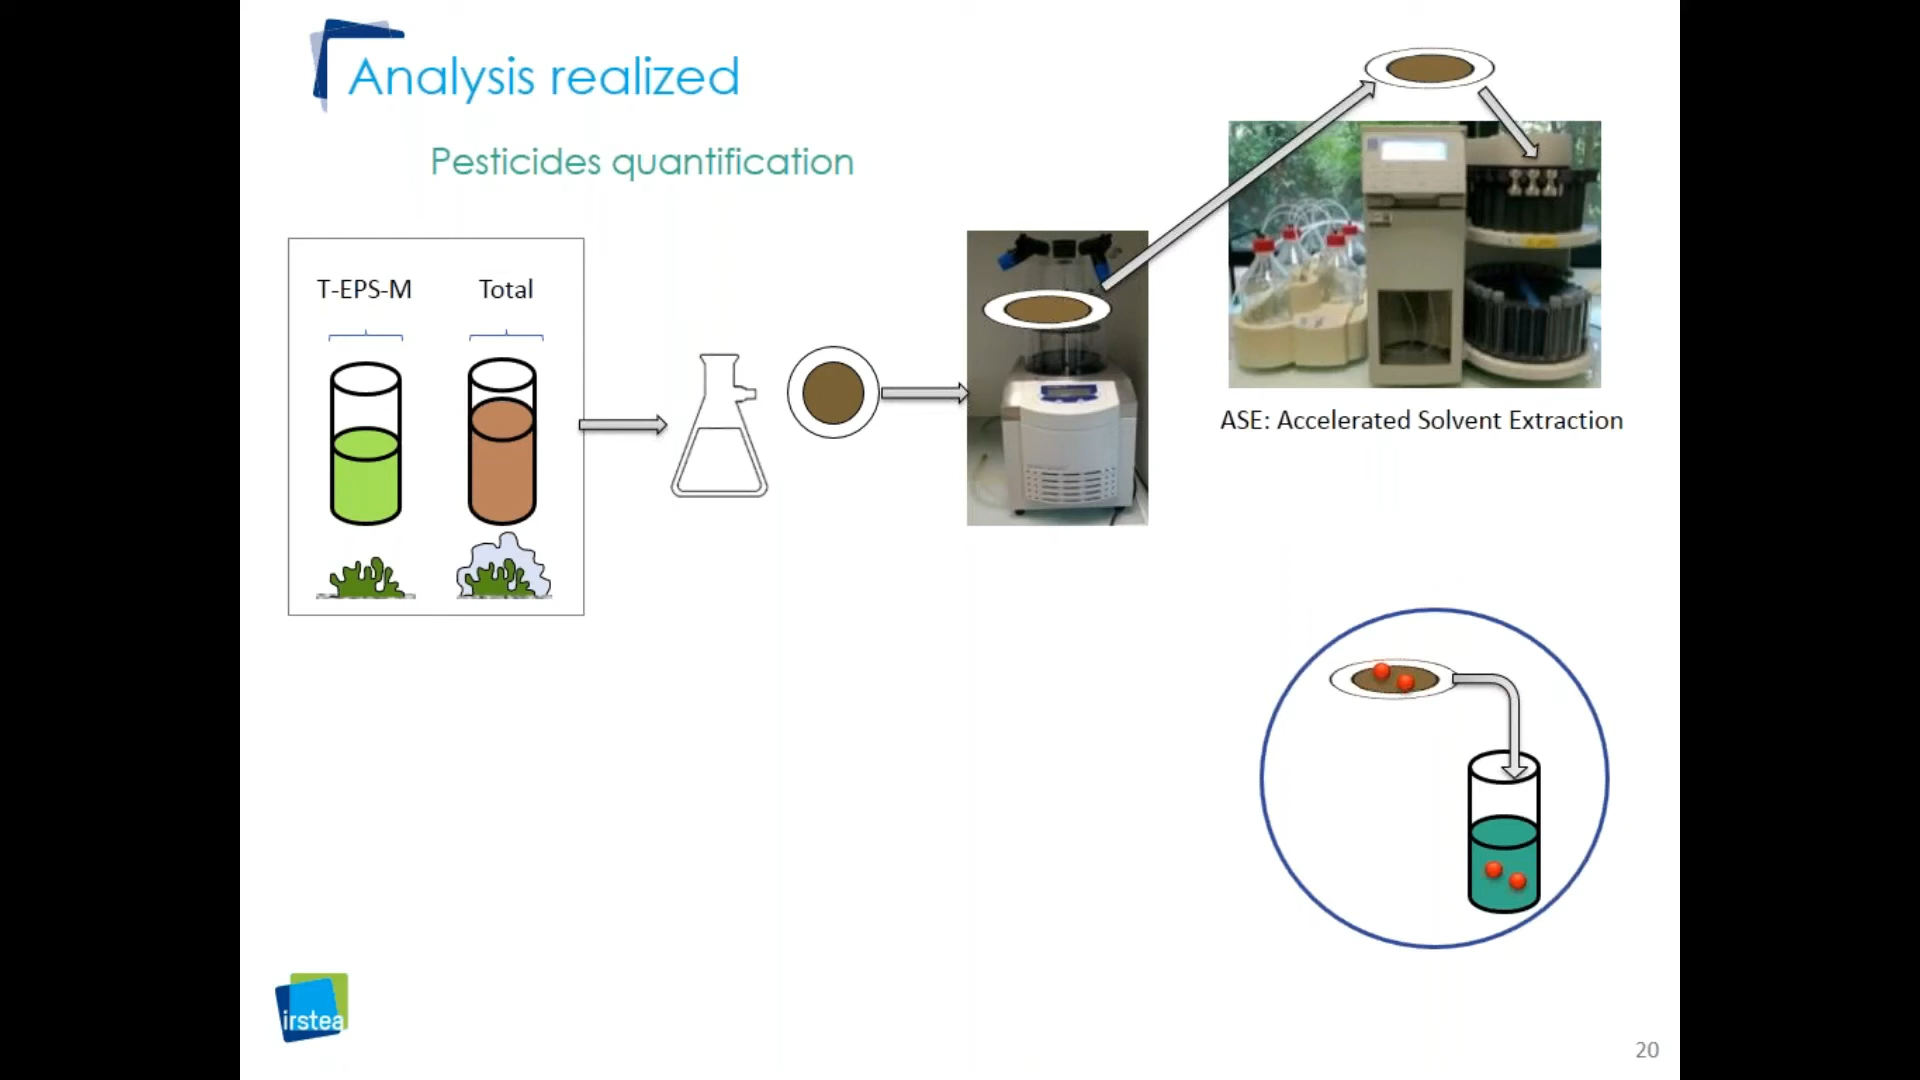 Analysis realized
Pesticides quantification
T-EPS-M
Total
ASE: Accelerated Solvent Extraction
irstea
20